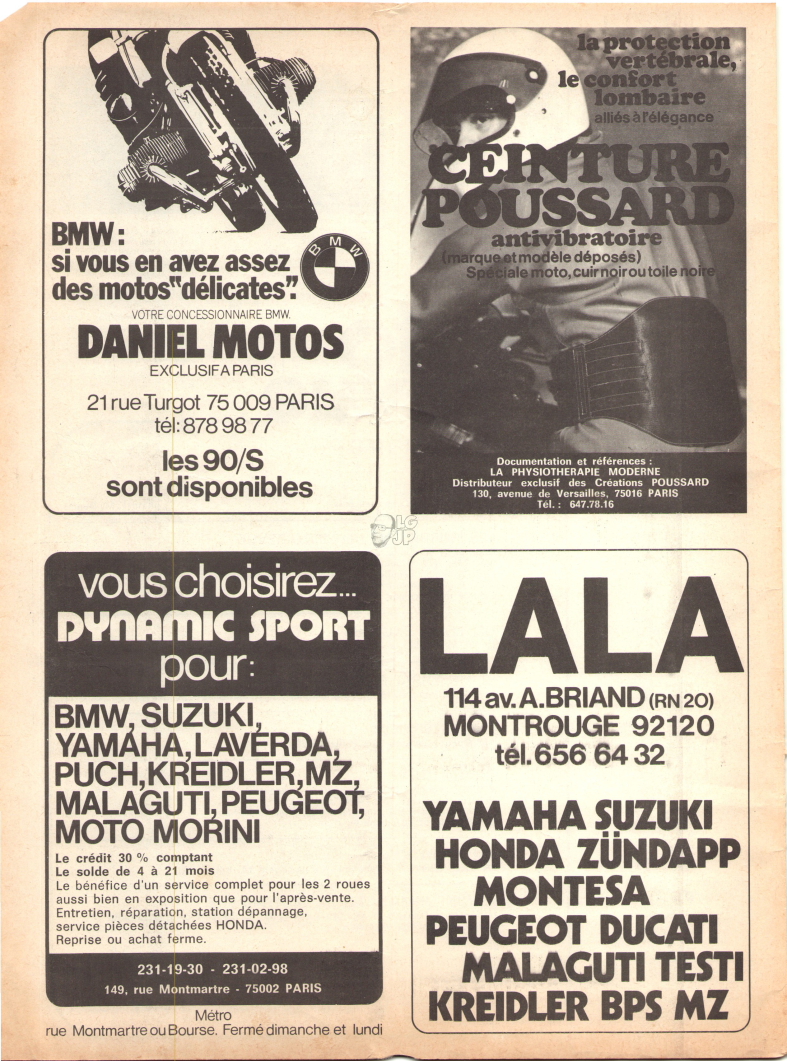 BMW :
si vous en avez assez
des motos "délicates".
BMW
VOTRE CONCESSIONNAIRE BMW.
DANIEL MOTOS
EXCLUSIF A PARIS
21 rue Turgot 75 009 PARIS
tél: 878 98 77
les 90/S
sont disponibles
la protection
vertébrale,
le confort
lombaire
alliés à l'élégance
CEINTURE
POUSSARD
antivibratoire
(marque et modèle déposés)
Spéciale moto, cuir noir ou toile noire
Documentation et références :
LA PHYSIOTHERAPIE MODERNE
Distributeur exclusif des Créations POUSSARD
130, avenue de Versailles, 75016 PARIS
Tél. : 647.78.16
LG
JP
vous choisirez...
DYNAMIC SPORT
pour:
BMW, SUZUKI,
YAMAHA, LAVERDA,
PUCH, KREIDLER, MZ,
MALAGUTI, PEUGEOT,
MOTO MORINI
Le crédit 30 % comptant
Le solde de 4 à 21 mois
Le bénéfice d'un service complet pour les 2 roues
aussi bien en exposition que pour l'après-vente.
Entretien, réparation, station dépannage,
service pièces détachées HONDA.
Reprise ou achat ferme.
231-19-30 - 231-02-98
149, rue Montmartre - 75002 PARIS
Métro
rue Montmartre ou Bourse. Fermé dimanche et lundi
LALA
114 av. A. BRIAND (RN 20)
MONTROUGE 92120
tél. 656 64 32
YAMAHA SUZUKI
HONDA ZÜNDAPP
MONTESA
PEUGEOT DUCATI
MALAGUTI TESTI
KREIDLER BPS MZ